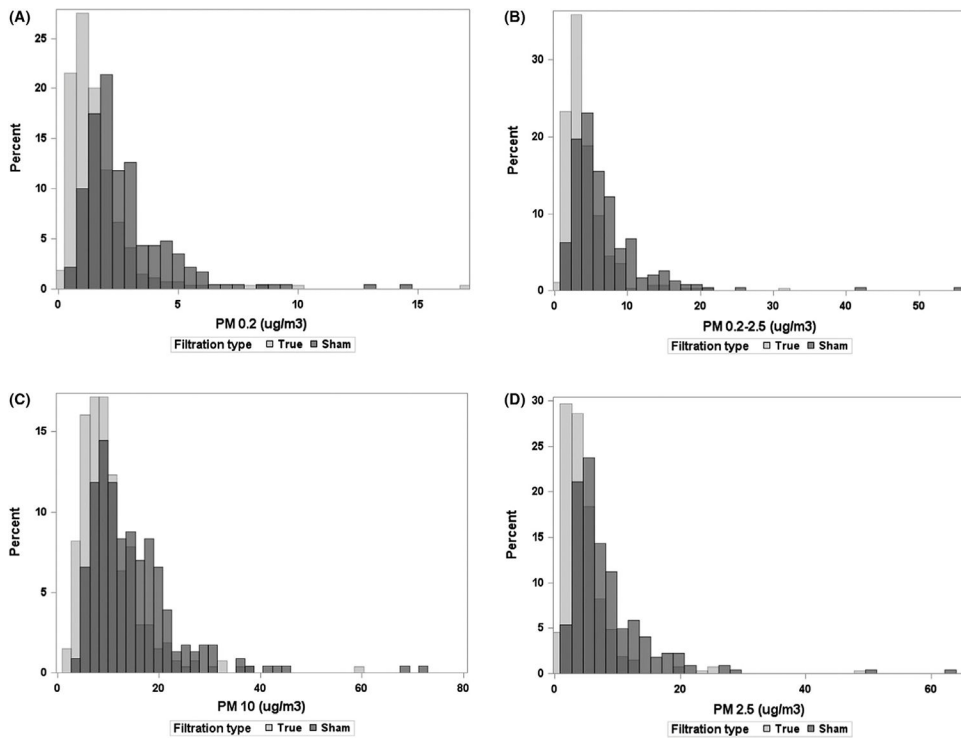 (A)
Percent
25
20
15
10
5
0
0 5 10 15
PM 0.2 (ug/m3)
Filtration type True Sham
(B)
Percent
30
20
10
0
0 10 20 30 40 50
PM 0.2-2.5 (ug/m3)
Filtration type True Sham
(C)
Percent
15
10
5
0
0 20 40 60 80
PM 10 (ug/m3)
Filtration type True Sham
(D)
Percent
30
25
20
15
10
5
0
0 20 40 60
PM 2.5 (ug/m3)
Filtration type True Sham